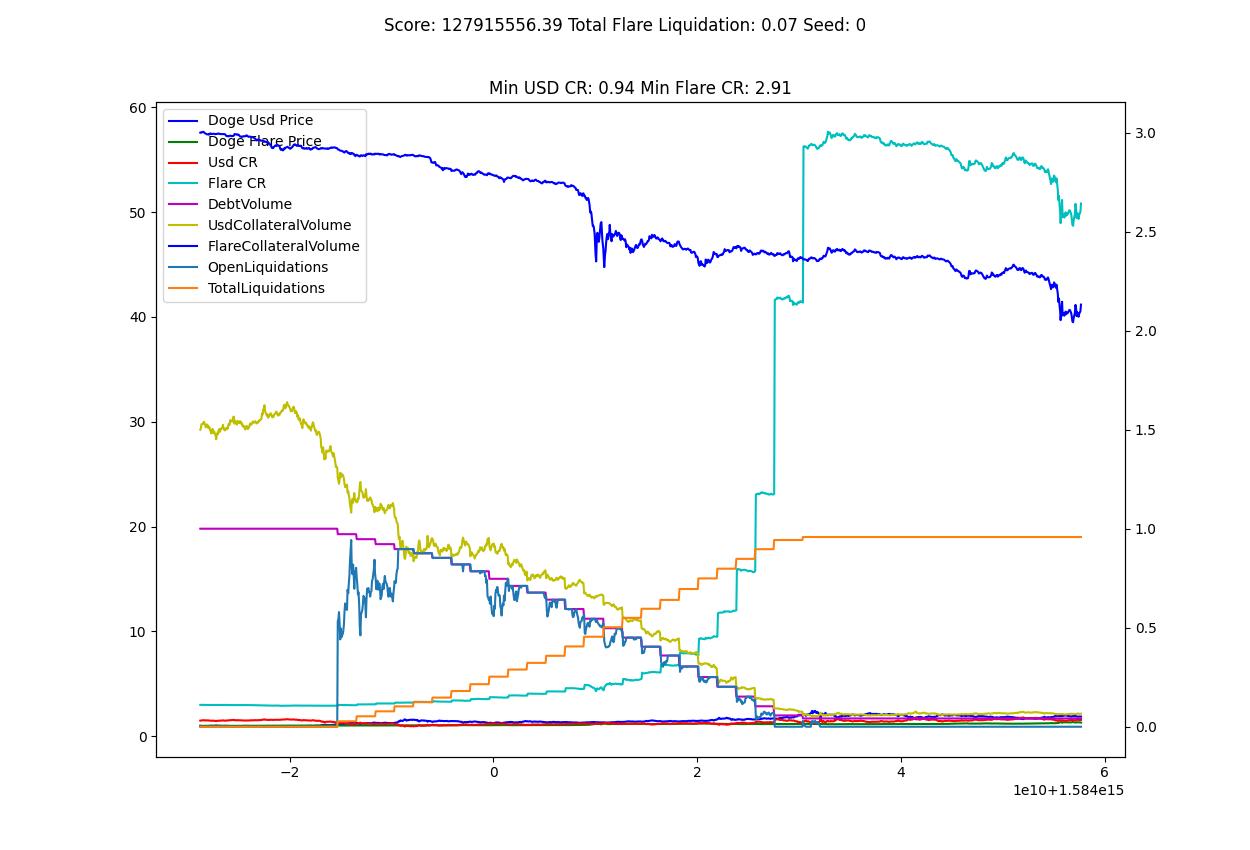 Score: 127915556.39 Total Flare Liquidation: 0.07 Seed: 0
Min USD CR: 0.94 Min Flare CR: 2.91
60
50
40
30
20
10
0
Doge Usd Price
Doge Flare Price
Usd CR
Flare CR
DebtVolume
UsdCollateralVolume
FlareCollateralVolume
OpenLiquidations
TotalLiquidations
3.0
2.5
2.0
1.5
1.0
0.5
0.0
−2
0
2
4
6
1e10+1.584e15